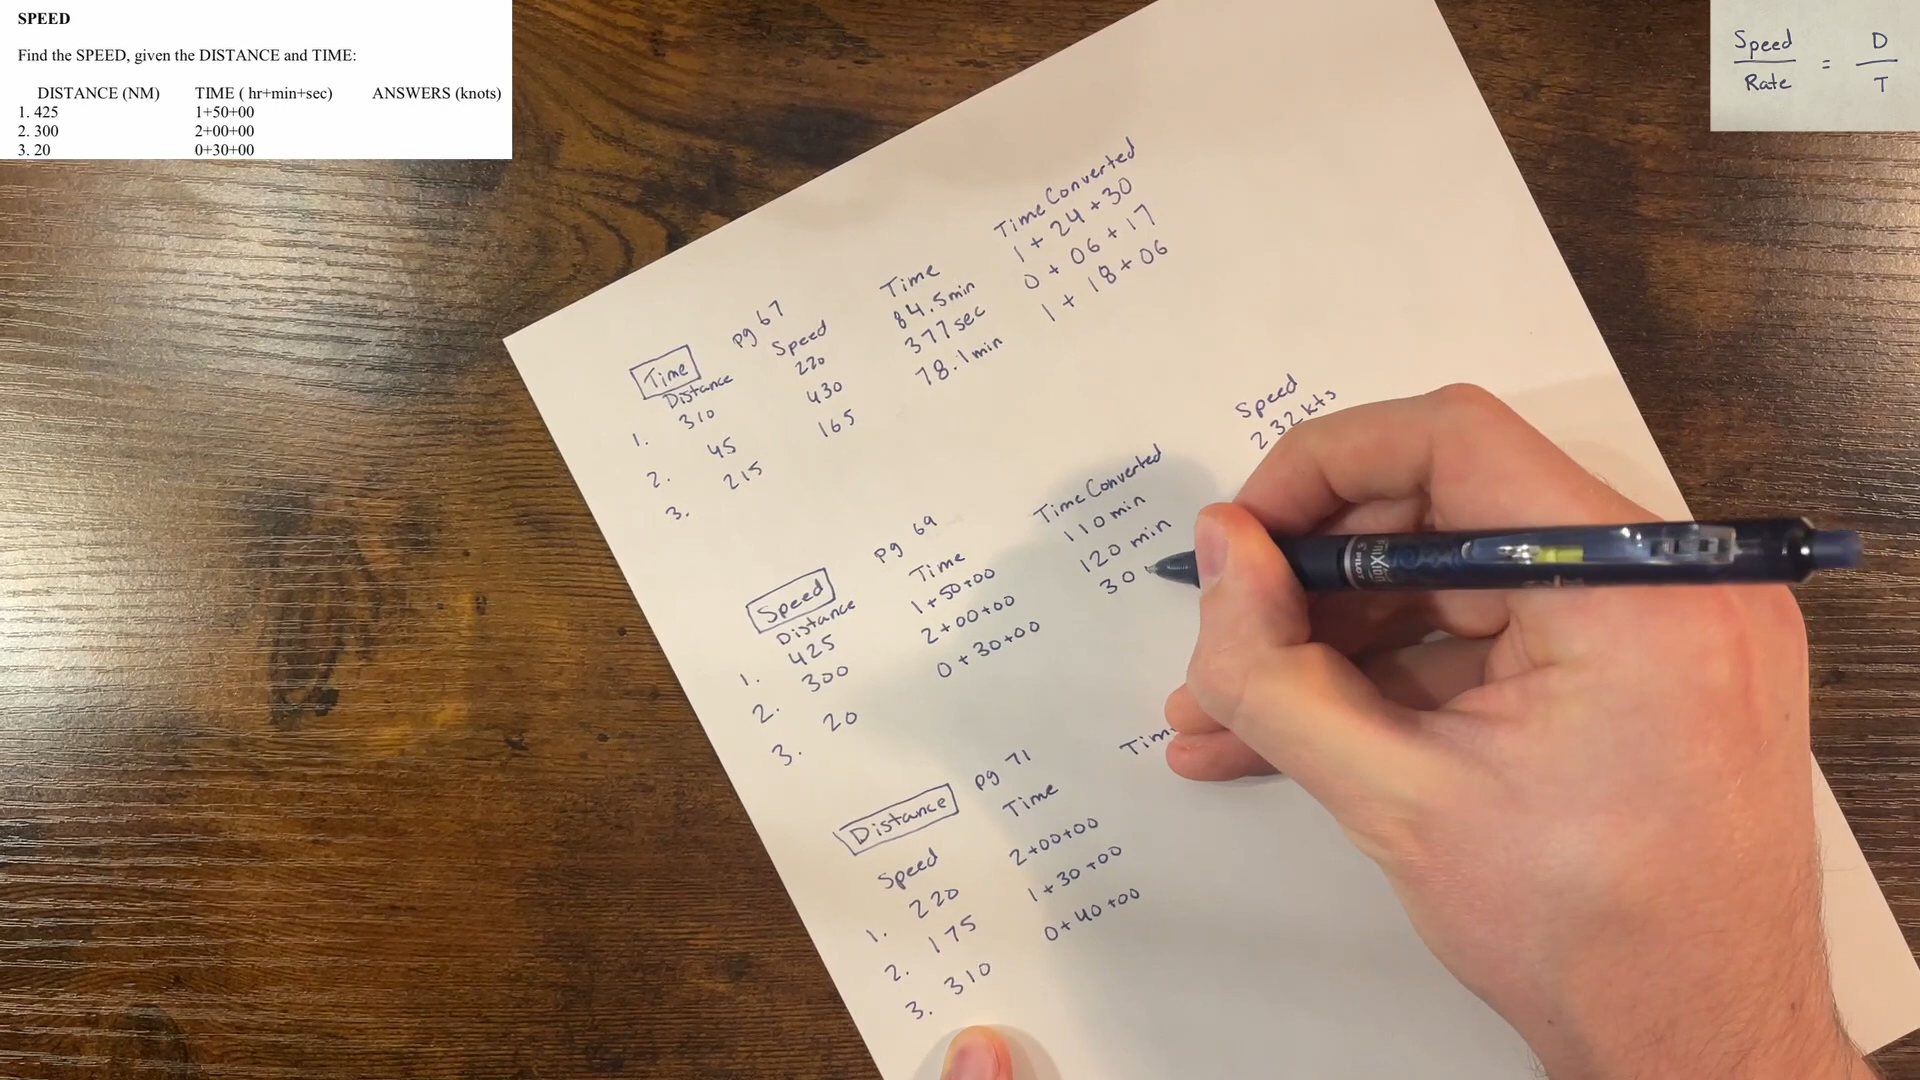 SPEED
Find the SPEED, given the DISTANCE and TIME:
DISTANCE (NM) TIME ( hr+min+sec) ANSWERS (knots)
1. 425 1+50+00
2. 300 2+00+00
3. 20 0+30+00
Speed D
= 
Rate T
Time pg 67
Distance Speed Time Time Converted
1. 310 220 84.5min 1 + 24 + 30
2. 45 430 377sec 0 + 06 + 17
3. 215 165 78.1min 1 + 18 + 06
Speed pg 69
Distance Time Time Converted Speed
1. 425 1+50+00 110 min 232 kts
2. 300 2+00+00 120 min
3. 20 0+30+00 30
Distance pg 71
Speed Time
1. 220 2+00+00
2. 175 1+30+00
3. 310 0+40+00